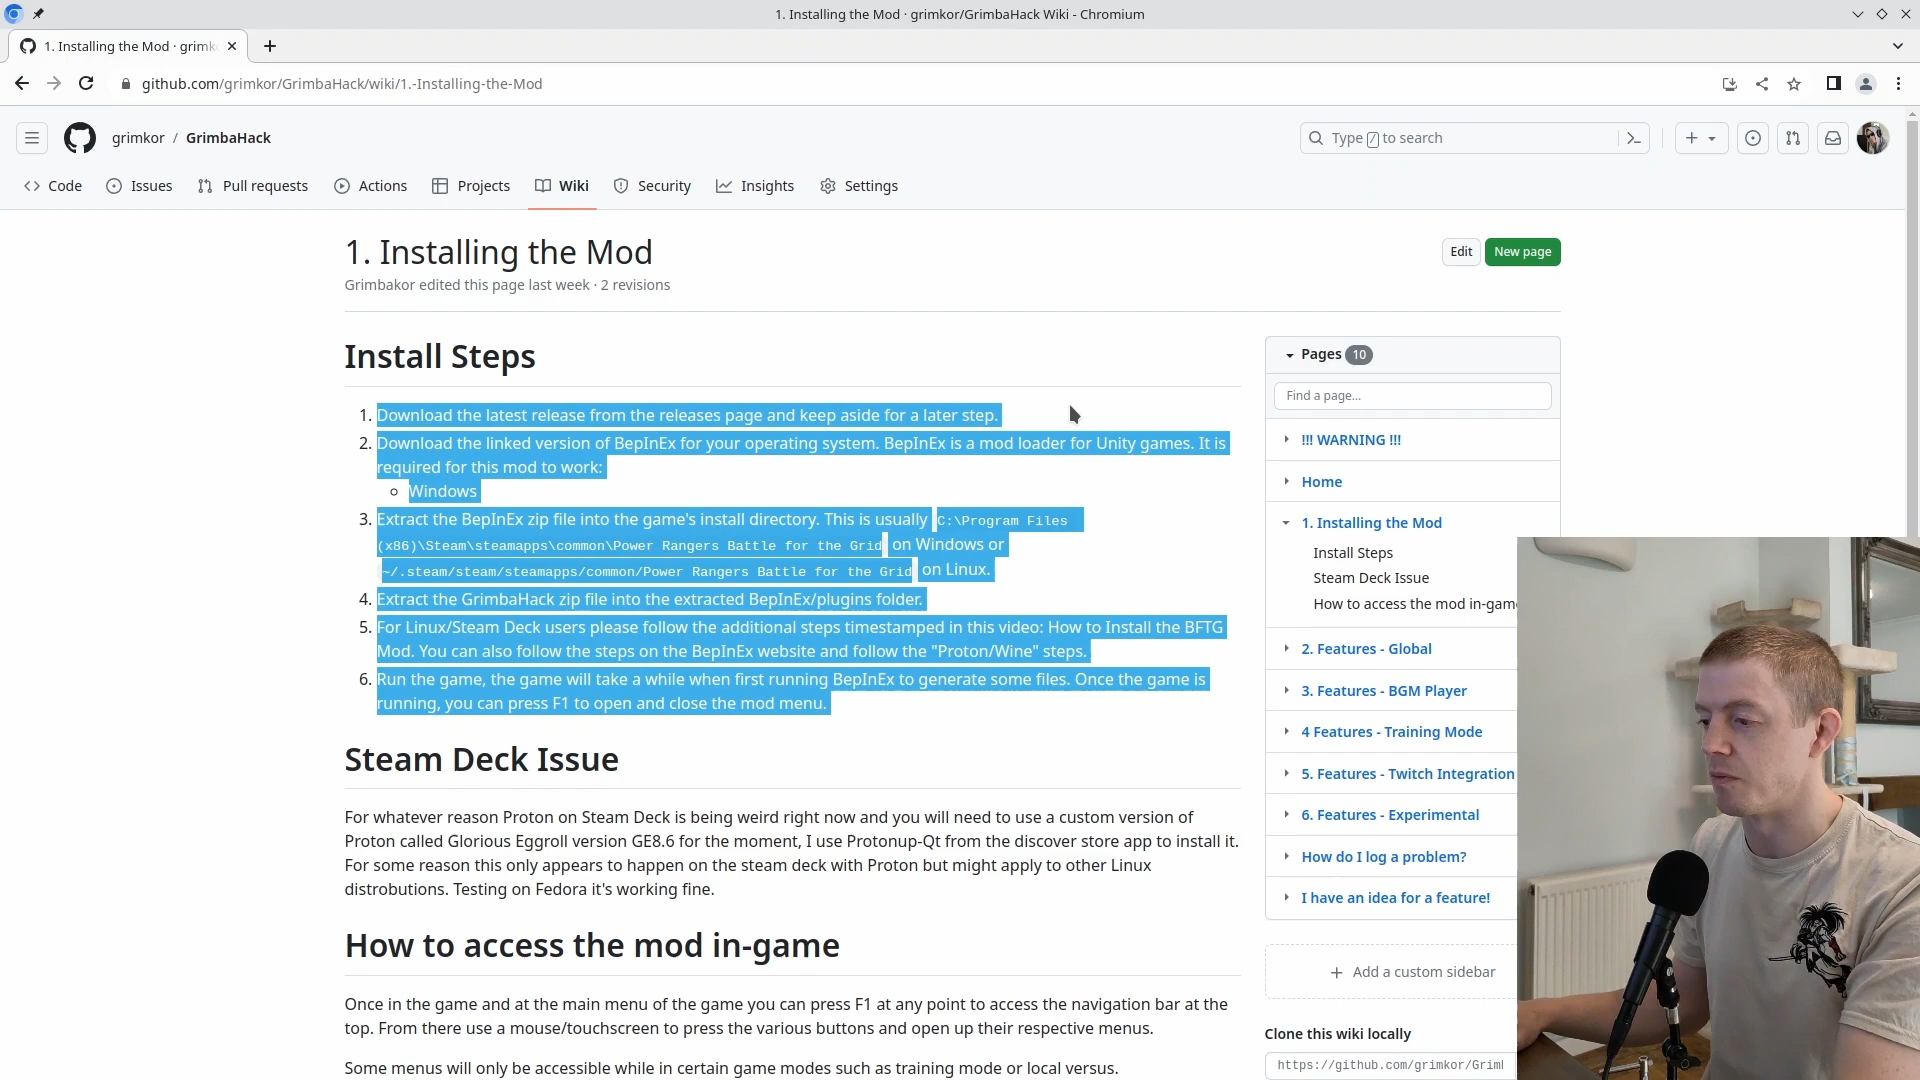 1. Installing the Mod · grimkor/GrimbaHack Wiki - Chromium
1. Installing the Mod · grimk
github.com/grimkor/GrimbaHack/wiki/1.-Installing-the-Mod
grimkor / GrimbaHack
Type / to search
Code Issues Pull requests Actions Projects Wiki Security Insights Settings
1. Installing the Mod
Edit New page
Grimbakor edited this page last week · 2 revisions
Install Steps
1. Download the latest release from the releases page and keep aside for a later step.
2. Download the linked version of BepInEx for your operating system. BepInEx is a mod loader for Unity games. It is
required for this mod to work:
Windows
3. Extract the BepInEx zip file into the game's install directory. This is usually C:\Program Files
(x86)\Steam\steamapps\common\Power Rangers Battle for the Grid on Windows or
~/.steam/steam/steamapps/common/Power Rangers Battle for the Grid on Linux.
4. Extract the GrimbaHack zip file into the extracted BepInEx/plugins folder.
5. For Linux/Steam Deck users please follow the additional steps timestamped in this video: How to Install the BFTG
Mod. You can also follow the steps on the BepInEx website and follow the "Proton/Wine" steps.
6. Run the game, the game will take a while when first running BepInEx to generate some files. Once the game is
running, you can press F1 to open and close the mod menu.
Steam Deck Issue
For whatever reason Proton on Steam Deck is being weird right now and you will need to use a custom version of
Proton called Glorious Eggroll version GE8.6 for the moment, I use Protonup-Qt from the discover store app to install it.
For some reason this only appears to happen on the steam deck with Proton but might apply to other Linux
distrobutions. Testing on Fedora it's working fine.
How to access the mod in-game
Once in the game and at the main menu of the game you can press F1 at any point to access the navigation bar at the
top. From there use a mouse/touchscreen to press the various buttons and open up their respective menus.
Some menus will only be accessible while in certain game modes such as training mode or local versus.
Pages 10
Find a page...
!!! WARNING !!!
Home
1. Installing the Mod
Install Steps
Steam Deck Issue
How to access the mod in-game
2. Features - Global
3. Features - BGM Player
4 Features - Training Mode
5. Features - Twitch Integration
6. Features - Experimental
How do I log a problem?
I have an idea for a feature!
Add a custom sidebar
Clone this wiki locally
https://github.com/grimkor/Griml